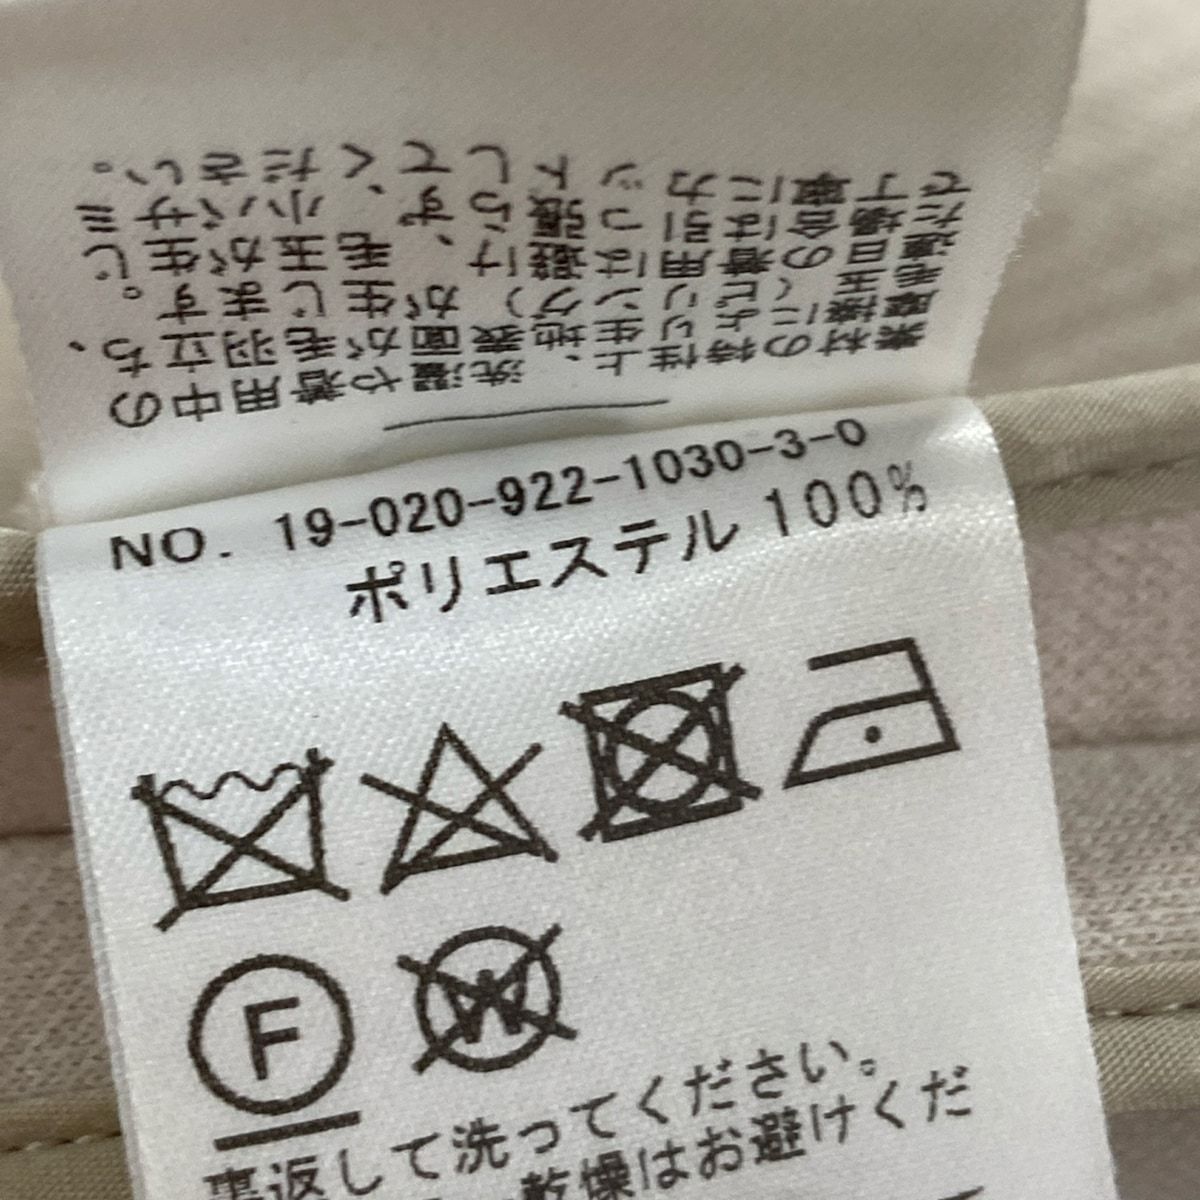 素材の特性上、洗濯や着用中の
摩擦により生地表面が毛羽立ち、
毛玉(ピリング)が生じます。
連日の着用は避け、毛玉が生じ
た場合は引っ張らず、小バサミ
で丁寧にカットしてください。
NO. 19-020-922-1030-3-0
ポリエステル 100%
F W
裏返して洗ってください。
乾燥はお避けくだ